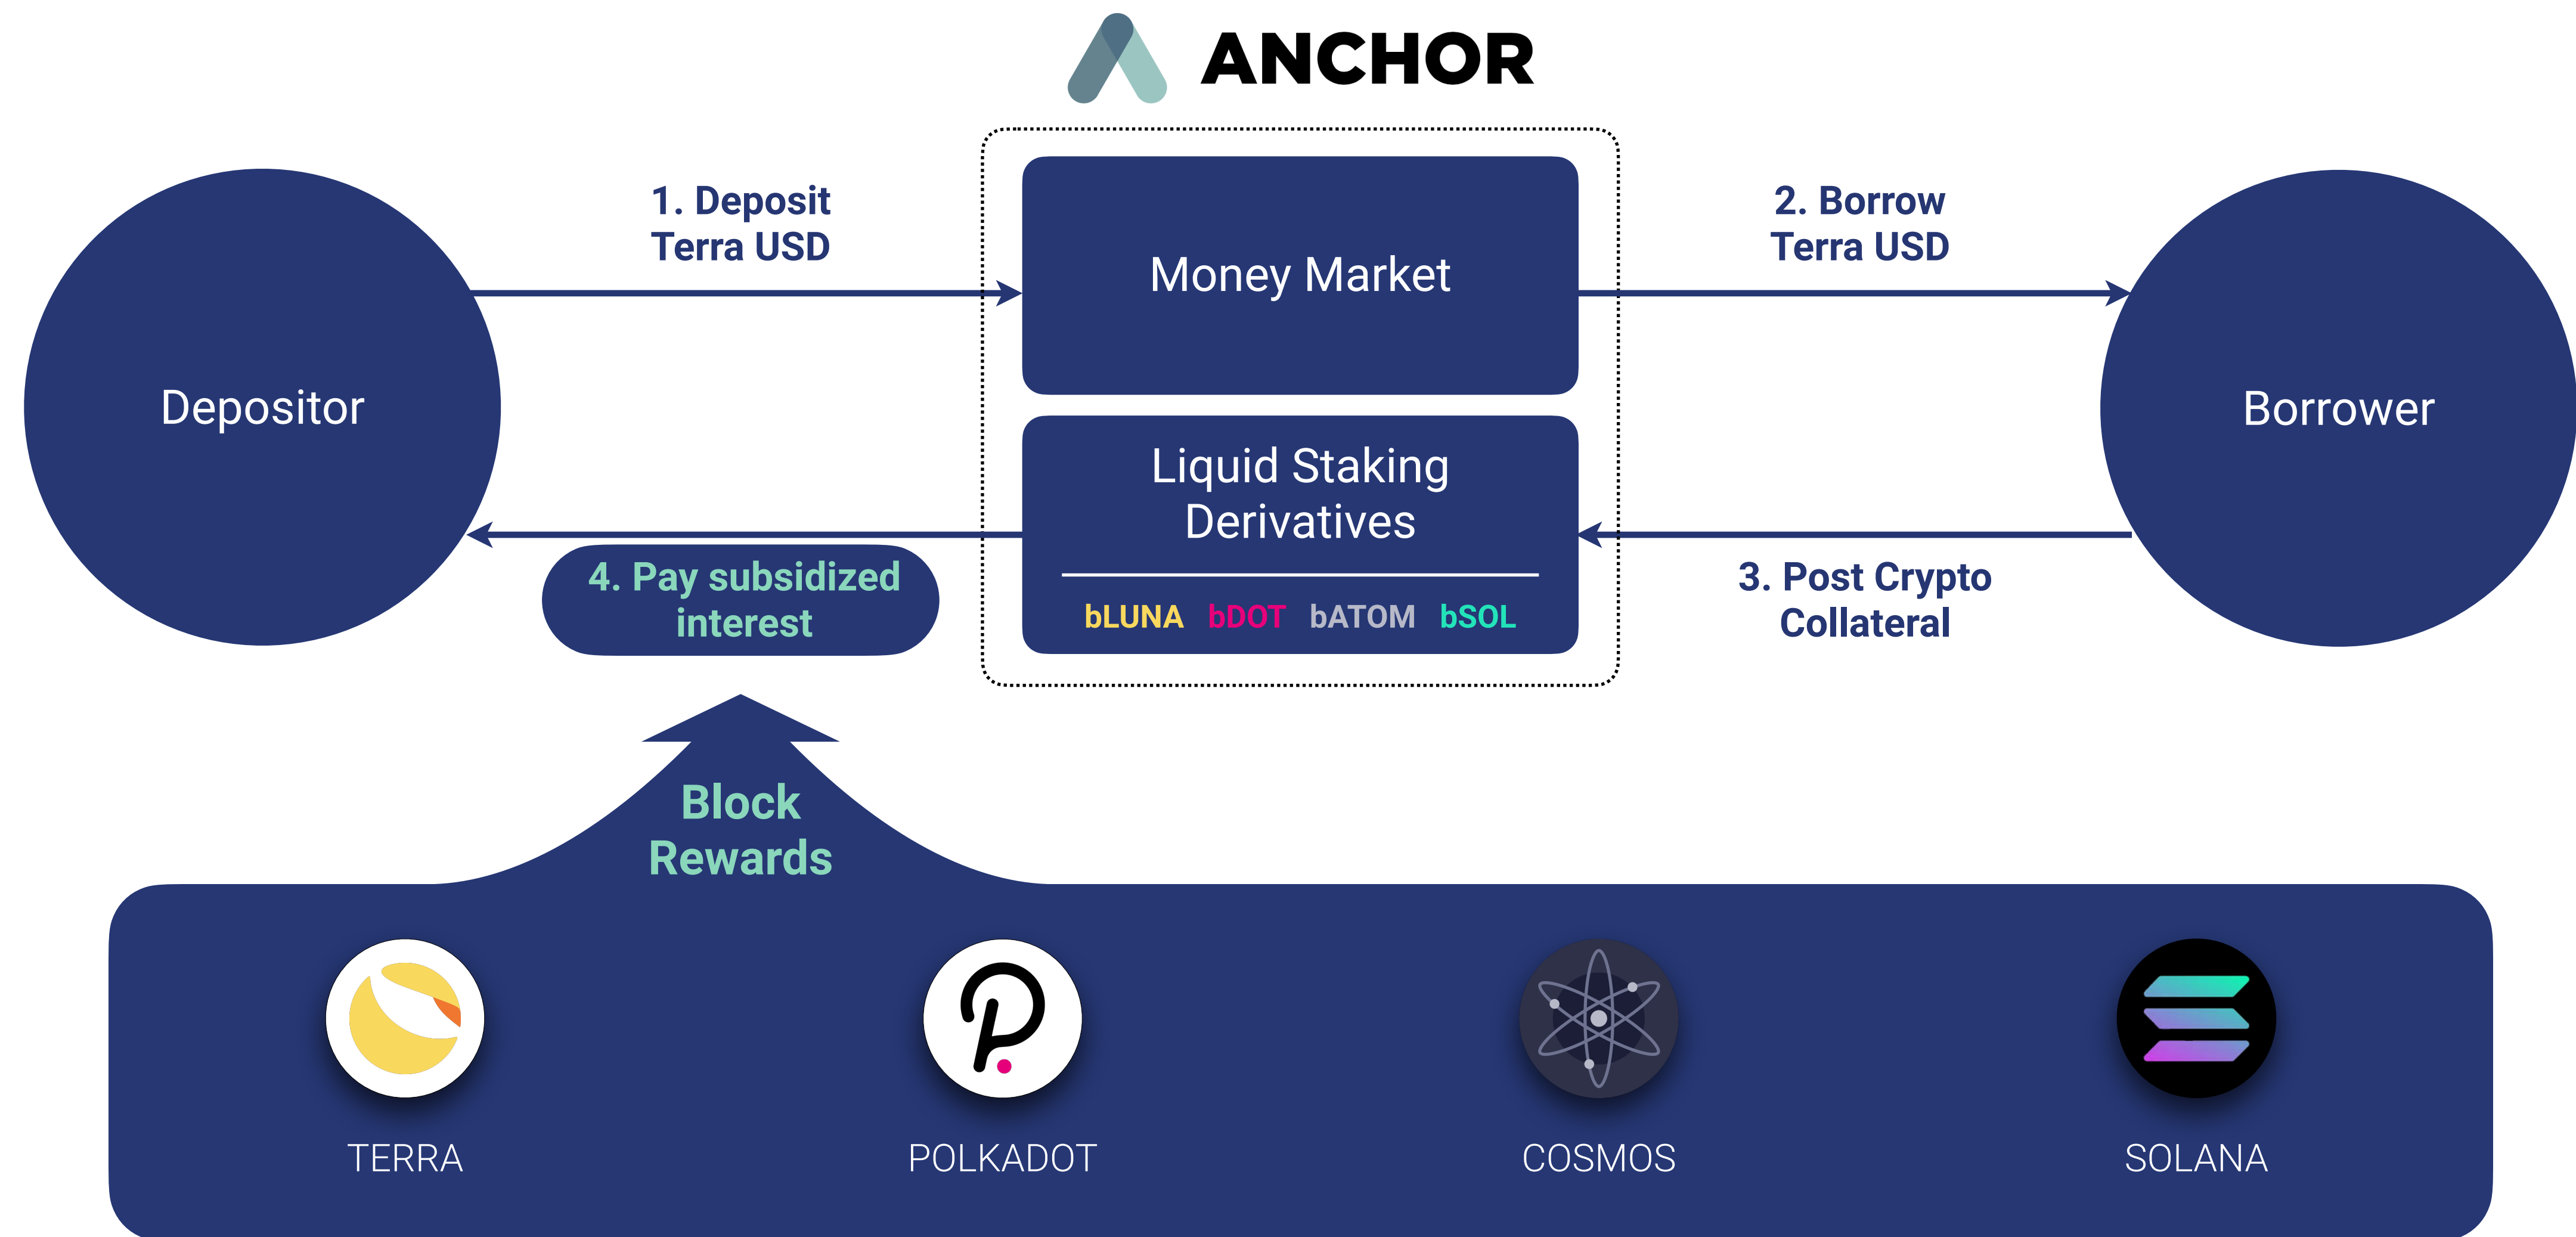 ANCHOR
1. Deposit
Terra USD
Money Market
2. Borrow
Terra USD
Depositor
Borrower
Liquid Staking
Derivatives
bLUNA bDOT bATOM bSOL
4. Pay subsidized
interest
3. Post Crypto
Collateral
Block
Rewards
TERRA
POLKADOT
COSMOS
SOLANA